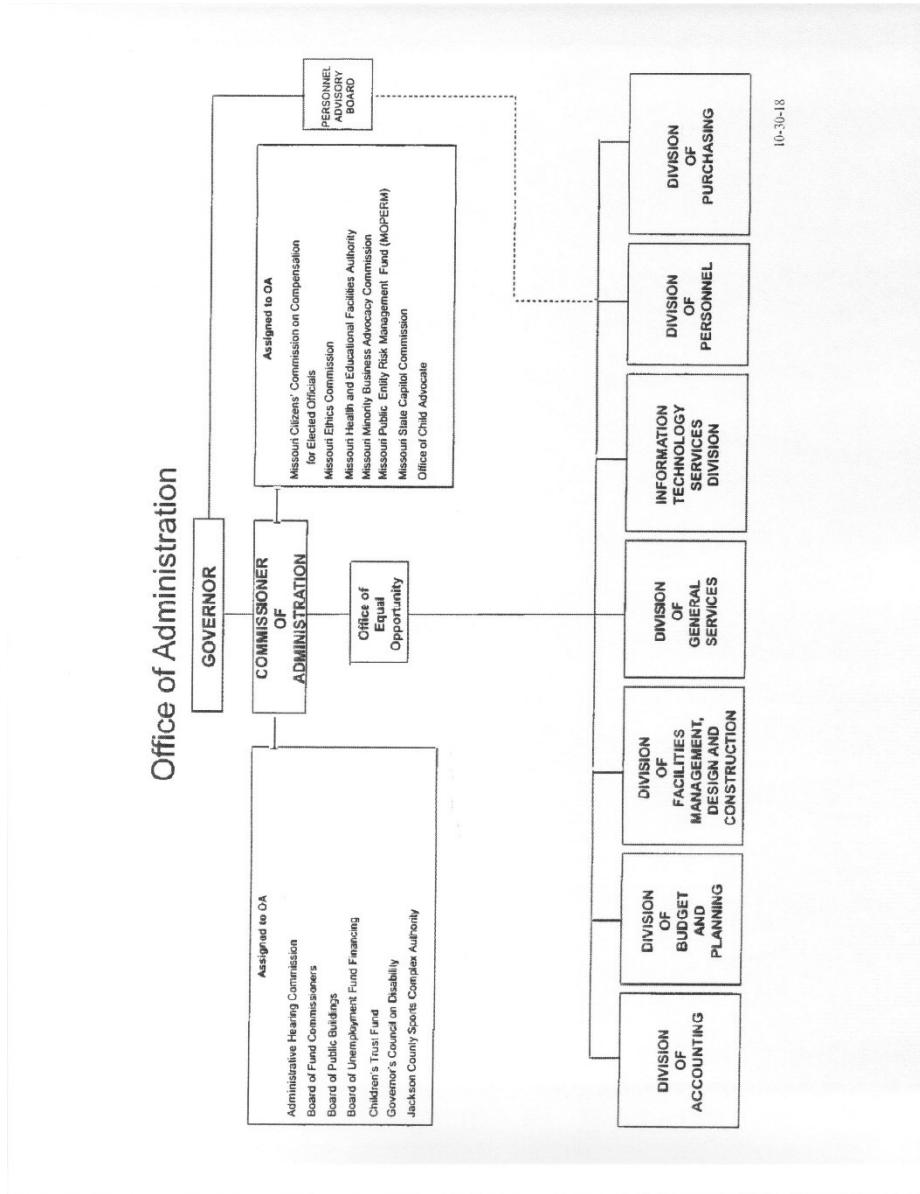 Office of Administration
GOVERNOR
PERSONNEL
ADVISORY
BOARD
COMMISSIONER
OF
ADMINISTRATION
Assigned to OA
Administrative Hearing Commission
Board of Fund Commissioners
Board of Public Buildings
Board of Unemployment Fund Financing
Children's Trust Fund
Governor's Council on Disability
Jackson County Sports Complex Authority
Assigned to OA
Missouri Citizens' Commission on Compensation
for Elected Officials
Missouri Ethics Commission
Missouri Health and Educational Facilities Authority
Missouri Minority Business Advocacy Commission
Missouri Public Entity Risk Management Fund (MOPERM)
Missouri State Capitol Commission
Office of Child Advocate
Office of
Equal
Opportunity
DIVISION
OF
ACCOUNTING
DIVISION
OF
BUDGET
AND
PLANNING
DIVISION
OF
FACILITIES
MANAGEMENT,
DESIGN AND
CONSTRUCTION
DIVISION
OF
GENERAL
SERVICES
INFORMATION
TECHNOLOGY
SERVICES
DIVISION
DIVISION
OF
PERSONNEL
DIVISION
OF
PURCHASING
10-30-18